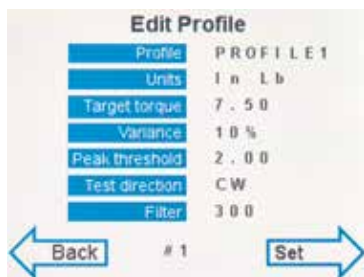 Edit Profile
Profile PROFILE1
Units In Lb
Target torque 7.50
Variance 10%
Peak threshold 2.00
Test direction CW
Filter 300
Back #1 Set